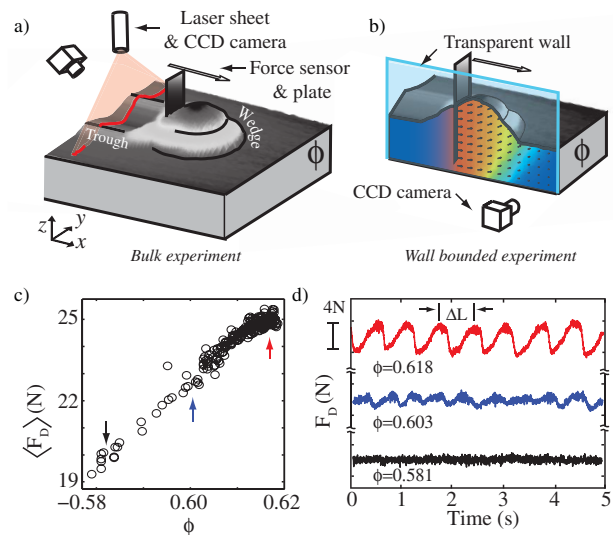 a)
Laser sheet
& CCD camera
Force sensor
& plate
Trough
Wedge
ϕ
z
y
x
Bulk experiment
b)
Transparent wall
ϕ
CCD camera
Wall bounded experiment
c)
25
22
19
⟨F_D⟩(N)
0.58
0.60
0.62
ϕ
d)
4N
ΔL
ϕ=0.618
ϕ=0.603
ϕ=0.581
F_D (N)
0
1
2
3
4
5
Time (s)